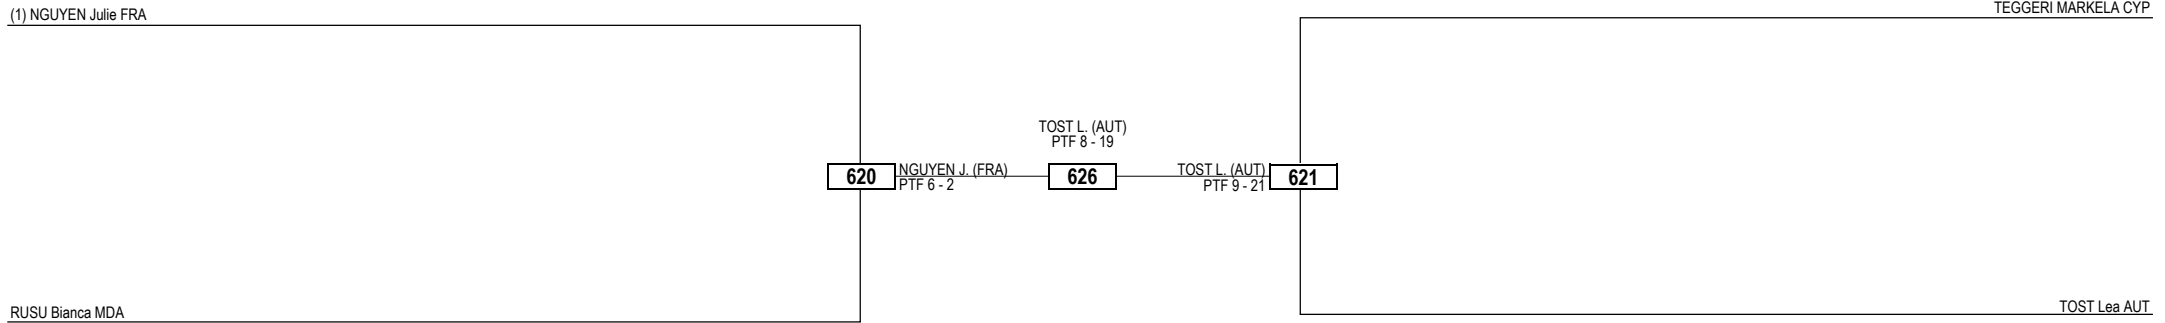 (1) NGUYEN Julie FRA
TEGGERI MARKELA CYP
TOST L. (AUT)
PTF 8 - 19
620
NGUYEN J. (FRA)
PTF 6 - 2
626
TOST L. (AUT)
PTF 9 - 21
621
RUSU Bianca MDA
TOST Lea AUT